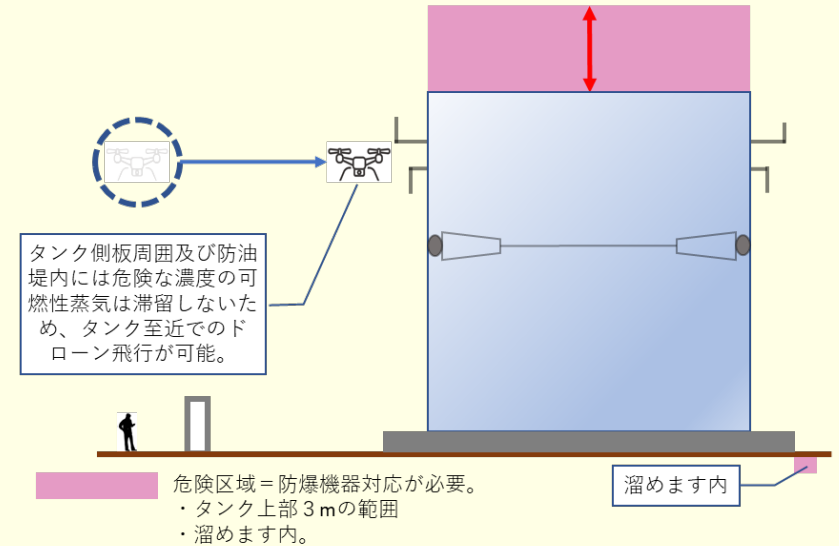 タンク側板周囲及び防油
堤内には危険な濃度の可
燃性蒸気は滞留しないた
め、タンク至近でのド
ローン飛行が可能。
危険区域＝防爆機器対応が必要。
・タンク上部３ｍの範囲
・溜めます内。
溜めます内